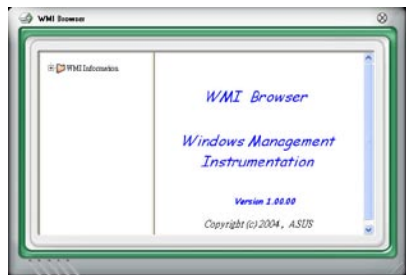 WMI Browser
WMI Information
WMI Browser
Windows Management
Instrumentation
Version 1.00.00
Copyright (c) 2004, ASUS